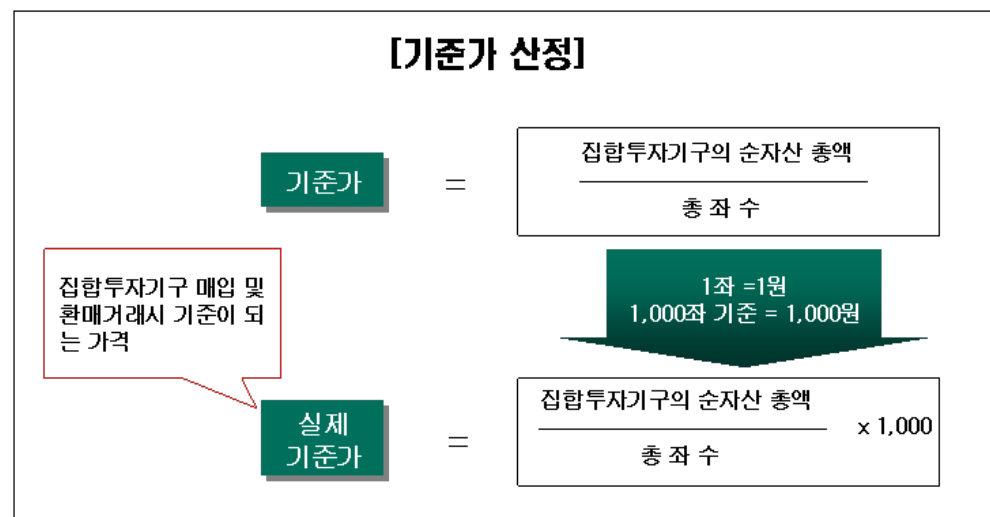 [기준가 산정]
기준가
=
집합투자기구의 순자산 총액
총 좌 수
집합투자기구 매입 및
환매거래시 기준이 되
는 가격
1좌 =1원
1,000좌 기준 = 1,000원
실제
기준가
=
집합투자기구의 순자산 총액
총 좌 수
x 1,000